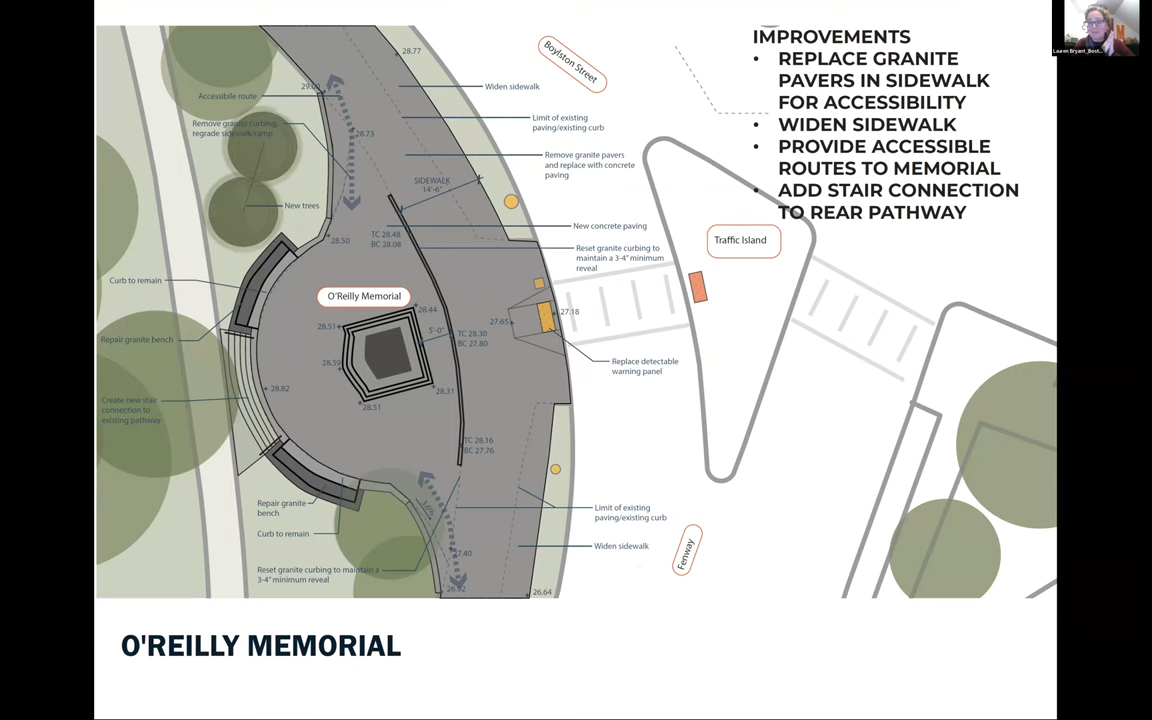 IMPROVEMENTS
• REPLACE GRANITE
PAVERS IN SIDEWALK
FOR ACCESSIBILITY
• WIDEN SIDEWALK
• PROVIDE ACCESSIBLE
ROUTES TO MEMORIAL
• ADD STAIR CONNECTION
TO REAR PATHWAY
Lauren Bryant_Bost...
Boylston Street
28.77
29.00
Accessibile route
Widen sidewalk
Remove granite curbing,
regrade sidewalk/ramp
28.73
Limit of existing
paving/existing curb
Remove granite pavers
and replace with concrete
paving
SIDEWALK
14'-6"
New trees
28.50
TC 28.48
BC 28.08
New concrete paving
Reset granite curbing to
maintain a 3-4" minimum
reveal
Traffic Island
Curb to remain
O'Reilly Memorial
28.44
28.51
5'-0"
27.65
27.18
TC 28.30
BC 27.80
Repair granite bench
28.59
Replace detectable
warning panel
28.82
28.31
28.51
Create new stair
connection to
existing pathway
TC 28.16
BC 27.76
Repair granite
bench
3.6%
Limit of existing
paving/existing curb
Curb to remain
Widen sidewalk
Fenway
27.40
Reset granite curbing to maintain a
3-4" minimum reveal
26.92
26.64
O'REILLY MEMORIAL